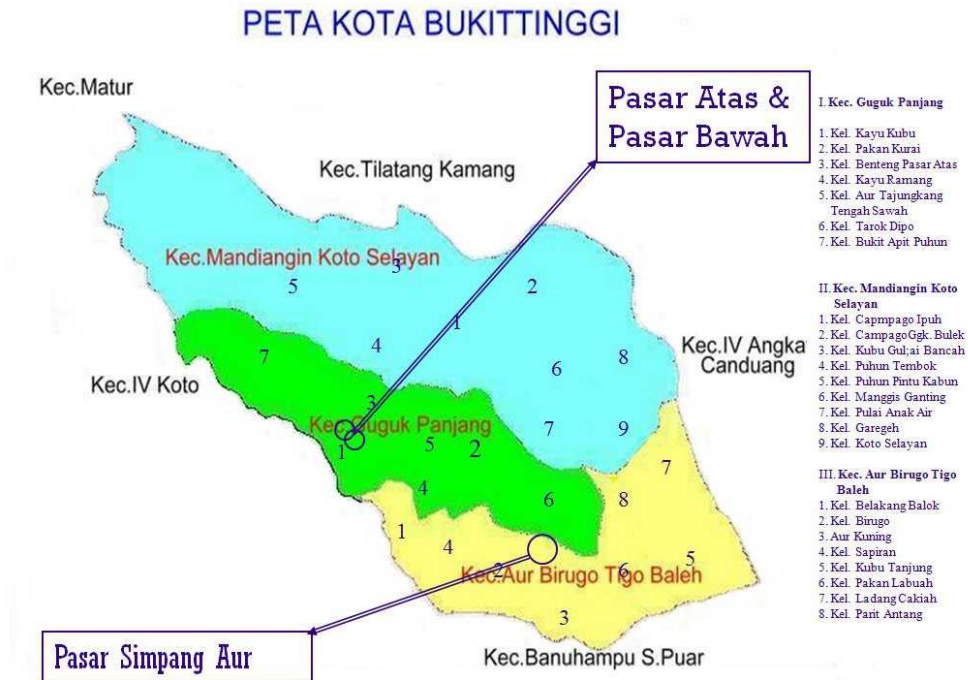 PETA KOTA BUKITTINGGI
Kec.Matur
Pasar Atas &
Pasar Bawah
Kec.Tilatang Kamang
Kec.Mandiangin Koto Selayan
3
5
2
1
4
6
8
7
9
Kec.IV Angka
Canduang
Kec.IV Koto
7
3
Kec.Guguk Panjang
5
2
1
4
6
7
8
1
4
2
6
5
Kec.Aur Birugo Tigo Baleh
3
Pasar Simpang Aur
Kec.Banuhampu S.Puar
I. Kec. Guguk Panjang
1. Kel. Kayu Kubu
2. Kel. Pakan Kurai
3. Kel. Benteng Pasar Atas
4. Kel. Kayu Ramang
5. Kel. Aur Tajungkang
Tengah Sawah
6. Kel. Tarok Dipo
7. Kel. Bukit Apit Puhun
II. Kec. Mandiangin Koto
Selayan
1. Kel. Capmpago Ipuh
2. Kel. CampagoGgk. Bulek
3. Kel. Kubu Gul;ai Bancah
4. Kel. Puhun Tembok
5. Kel. Puhun Pintu Kabun
6. Kel. Manggis Ganting
7. Kel. Pulai Anak Air
8. Kel. Garegeh
9. Kel. Koto Selayan
III. Kec. Aur Birugo Tigo
Baleh
1. Kel. Belakang Balok
2. Kel. Birugo
3. Aur Kuning
4. Kel. Sapiran
5. Kel. Kubu Tanjung
6. Kel. Pakan Labuah
7. Kel. Ladang Cakiah
8. Kel. Parit Antang